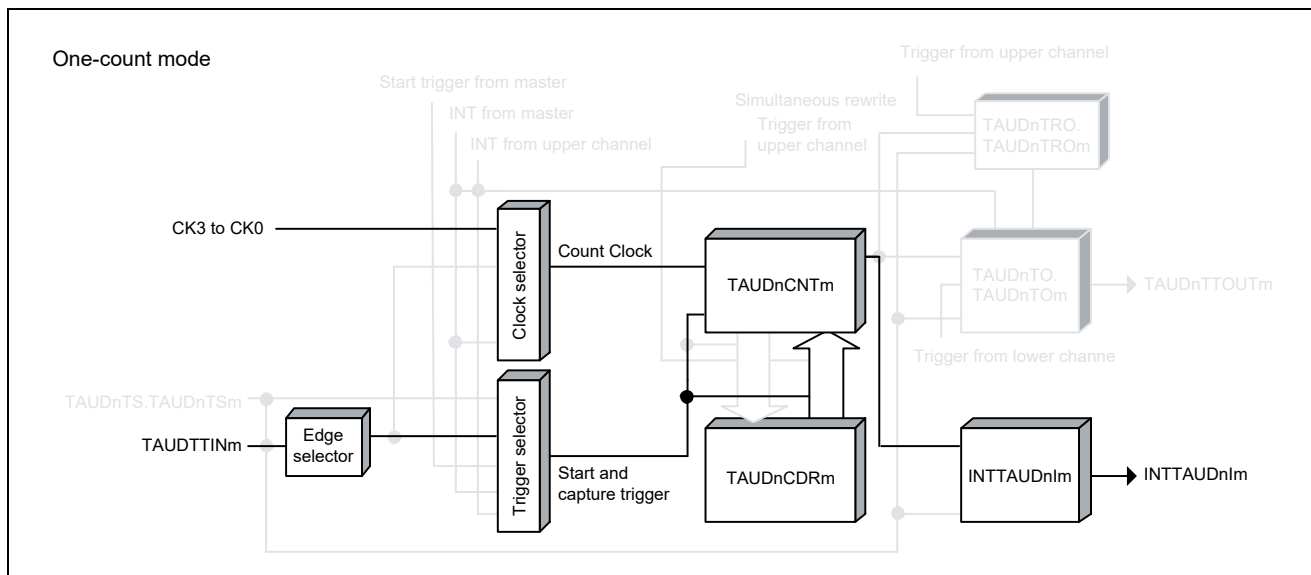 One-count mode
Trigger from upper channel
Start trigger from master
Simultaneous rewrite
INT from master
Trigger from
upper channel
TAUDnTRO.
TAUDnTROm
INT from upper channel
CK3 to CK0
Clock selector
Count Clock
TAUDnCNTm
TAUDnTO.
TAUDnTOm
TAUDnTTOUTm
Trigger from lower channe
TAUDnTS.TAUDnTSm
TAUDTTINm
Edge
selector
Trigger selector
Start and
capture trigger
TAUDnCDRm
INTTAUDnIm
INTTAUDnIm